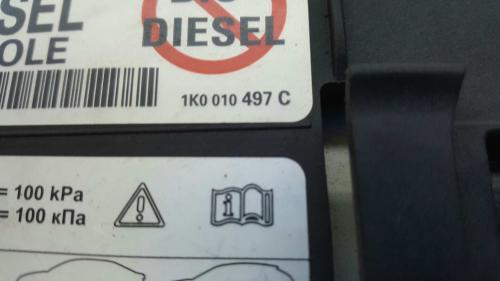 SEL
DIESEL
OLE
1K0 010 497 C
= 100 kPa
= 100 кПа